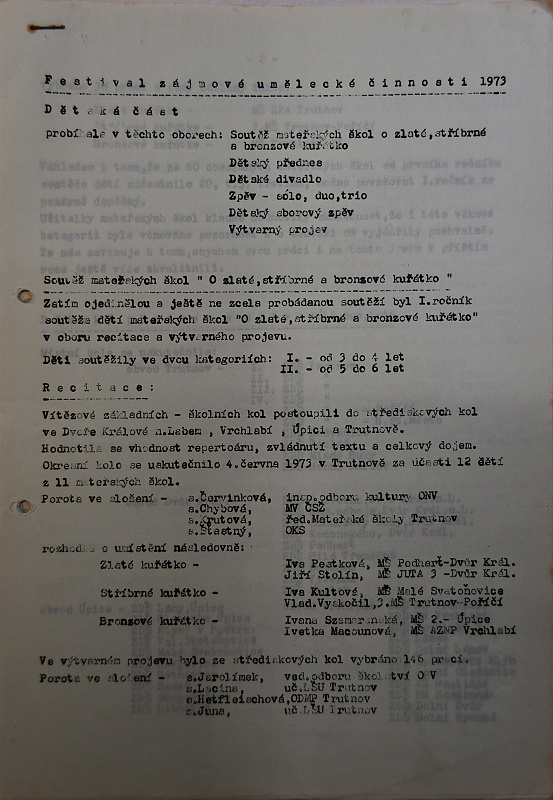 Festival zájmové umělecké činnosti 1973
Dětská část
probíhala v těchto oborech: Soutěž mateřských škol o zlaté,stříbrné
a bronzové kuřátko
Dětský přednes
Dětské divadlo
Zpěv - sólo, duo,trio
Dětský sborový zpěv
Výtvarný projev
Soutěž mateřských škol " O zlaté,stříbrné a bronzové kuřátko "
Zatím ojedinělou a ještě ne zcela probádanou soutěží byl I.ročník
soutěže dětí mateřských škol "O zlaté,stříbrné a bronzové kuřátko"
v oboru recitace a výtvarného projevu.
Děti soutěžily ve dvou kategoriích: I. - od 3 do 4 let
II. - od 5 do 6 let
Recitace:
Vítězové základních - školních kol postoupili do střediskových kol
ve Dvoře Králové n.Labem , Vrchlabí , Úpici a Trutnově.
Hodnotila se vhodnost repertoáru, zvládnutí textu a celkový dojem.
Okresní kolo se uskutečnilo 4.června 1973 v Trutnově za účasti 12 dětí
z 11 mateřských škol.
Porota ve složení - s.Červinková, insp.odboru kultury ONV
s.Chybová, MV ČSŽ
s.Krutová, řed.Mateřské školy Trutnov
s.Šťastný, OKS
rozhodla o umístění následovně:
Zlaté kuřátko - Iva Pestková, MŠ Podharť-Dvůr Král.
Jiří Stolín, MŠ JUTA 3 -Dvůr Král.
Stříbrné kuřátko - Iva Kultová, MŠ Malé Svatoňovice
Vlad.Vyskočil,3.MŠ Trutnov-Poříčí
Bronzové kuřátko - Ivana Szamaranská, MŠ 2.- Úpice
Ivetka Macounová, MŠ AZNP Vrchlabí
Ve výtvarném projevu bylo ze střediskových kol vybráno 146 prací.
Porota ve složení - s.Jarolímek, ved.odboru školství O V
s.Lacina, uč.LŠU Trutnov
s.Hetfleischová,ODMP Trutnov
s.Juna, uč.LŠU Trutnov